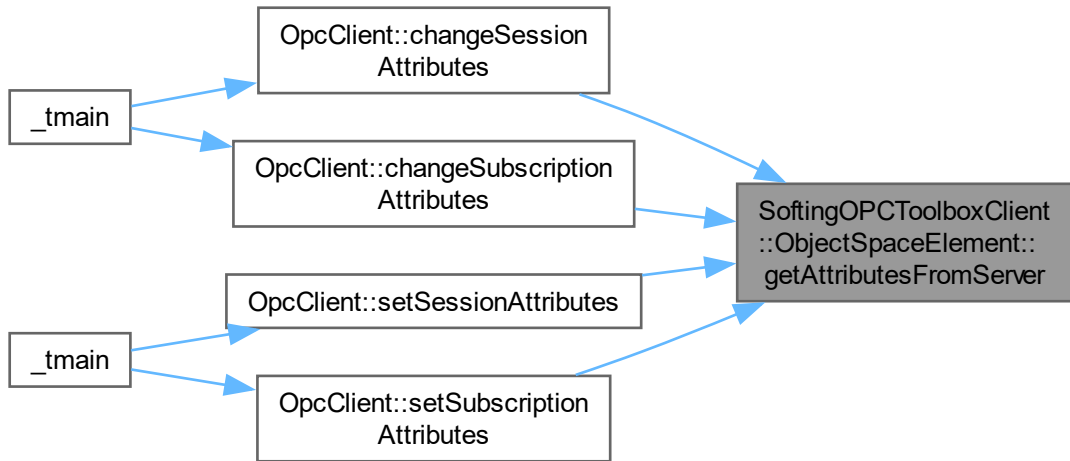 OpcClient::changeSession
Attributes
_tmain
OpcClient::changeSubscription
Attributes
SoftingOPCToolboxClient
::ObjectSpaceElement::
getAttributesFromServer
OpcClient::setSessionAttributes
_tmain
OpcClient::setSubscription
Attributes